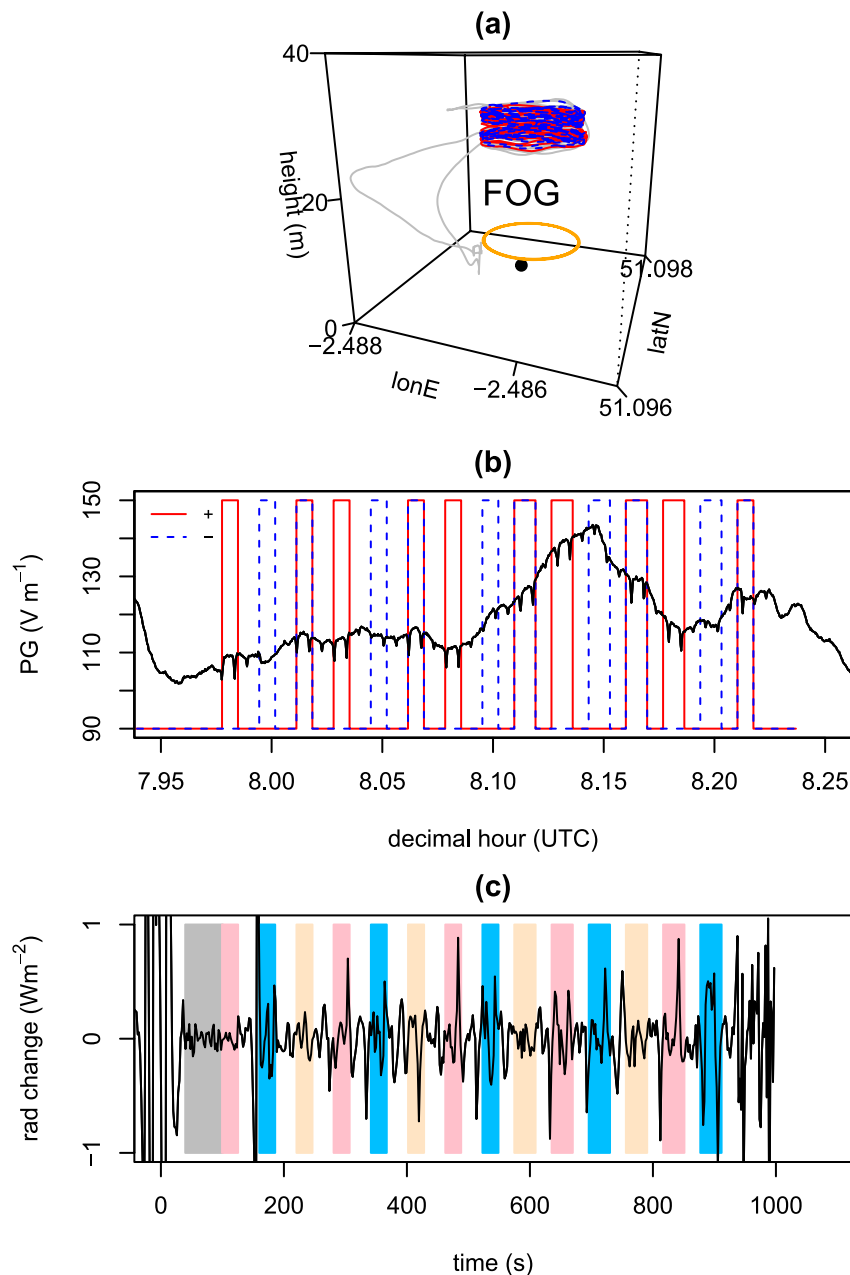 (a)
40
height (m)
20
FOG
0
−2.488
51.098
latN
lonE
−2.486
51.096
(b)
PG (V m⁻¹)
150
130
110
90
+
−
7.95 8.00 8.05 8.10 8.15 8.20 8.25
decimal hour (UTC)
(c)
rad change (Wm⁻²)
1
0
−1
0 200 400 600 800 1000
time (s)